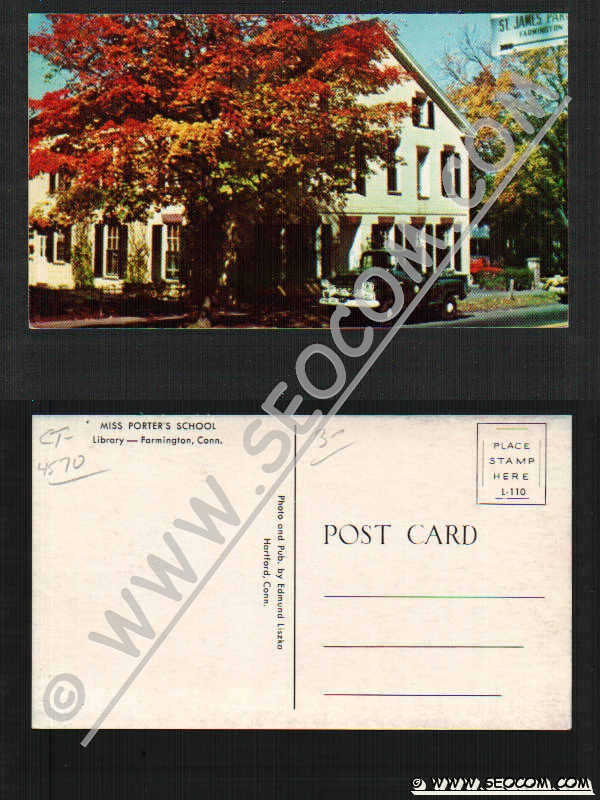 ST. JAMES PAR
FARMINGTON
© WWW.SEOCOM.COM
MISS PORTER'S SCHOOL
Library — Farmington, Conn.
CT-
4570
Photo and Pub. by Edmund Liszka
Hartford, Conn.
PLACE
STAMP
HERE
L-110
POST CARD
© WWW.SEOCOM.COM